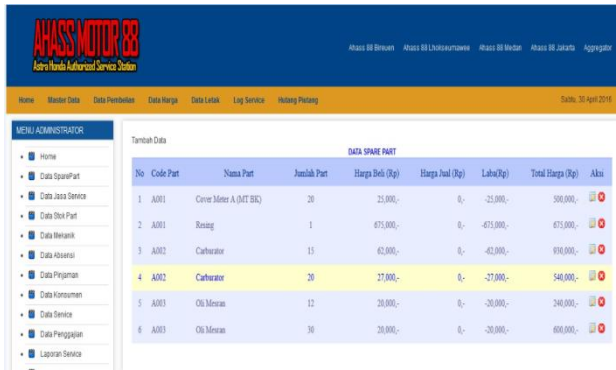 AHASS MOTOR 88
Astra Honda Authorized Service Station
Ahass 88 Bireuen Ahass 88 Lhokseumawee Ahass 88 Medan Ahass 88 Jakarta Aggregator
Home Master Data Data Pembelian Data Harga Data Letak Log Service Hutang Piutang Sabtu, 30 April 2016
MENU ADMINISTRATOR
Home
Data SparePart
Data Jasa Service
Data Stok Part
Data Mekanik
Data Absensi
Data Pinjaman
Data Konsumen
Data Service
Data Penggajian
Laporan Service
Tambah Data
DATA SPARE PART
No Code Part Nama Part Jumlah Part Harga Beli (Rp) Harga Jual (Rp) Laba(Rp) Total Harga (Rp) Aksi
1 A001 Cover Meter A (MT BK) 20 25,000,- 0,- -25,000,- 500,000,-
2 A001 Resing 1 675,000,- 0,- -675,000,- 675,000,-
3 A002 Carburator 15 62,000,- 0,- -62,000,- 930,000,-
4 A002 Carburator 20 27,000,- 0,- -27,000,- 540,000,-
5 A003 Oli Mesran 12 20,000,- 0,- -20,000,- 240,000,-
6 A003 Oli Mesran 30 20,000,- 0,- -20,000,- 600,000,-